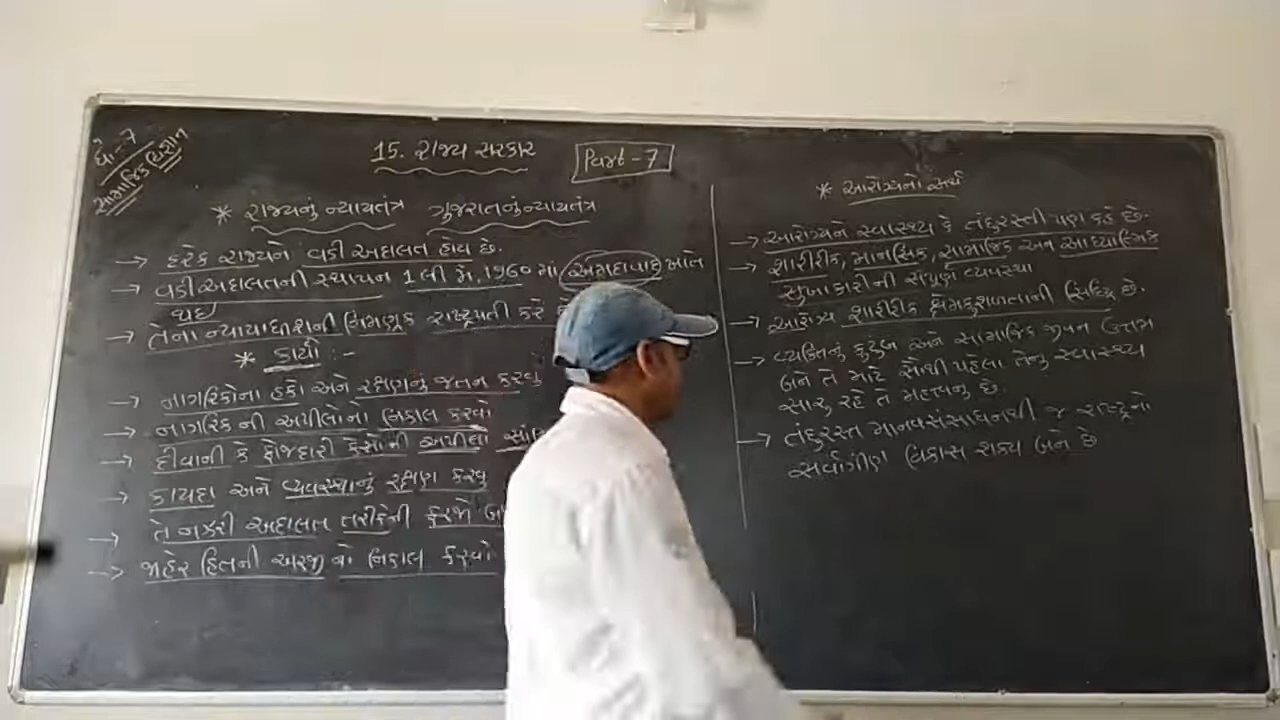 ધો-7
સામાજિક વિજ્ઞાન
15. રાજ્ય સરકાર
Part-7
* રાજ્યનું ન્યાયતંત્ર ગુજરાતનું ન્યાયતંત્ર
→ દરેક રાજ્યને વડી અદાલત હોય છે.
→ વડી અદાલતની સ્થાપના 1 લી મે, 1960 માં અમદાવાદ ખાતે
થઇ
→ તેના ન્યાયાધીશની નિમણૂક રાષ્ટ્રપતી કરે
* કાર્યો :-
→ નાગરિકોના હકો અને રક્ષણનું જતન કરવું
→ નાગરિક ની અપીલોનો નિકાલ કરવો
→ દીવાની કે ફોજદારી કેસોની અપીલો
→ કાયદા અને વ્યવસ્થાનું રક્ષણ કરવુ
→ તે નજીરી અદાલત તરીકેની ફરજો
→ જાહેર હિતની અરજી નો નિકાલ કરવો
* આરોગ્યનો અર્થ
→ આરોગ્યને સ્વાસ્થ્ય કે તંદુરસ્તી પણ કહે છે.
→ શારીરીક, માનસિક, સામાજિક અને આધ્યાત્મિક
સુખાકારીની સંપૂર્ણ વ્યવસ્થા
→ આરોગ્ય શારીરીક ક્ષેમકુશળતાની સિદ્ધિ છે.
→ વ્યક્તિનું કુટુંબ અને સામાજિક જીવન ઉત્તમ
બને તે માટે સૌથી પહેલા તેનુ સ્વાસ્થ્ય
સારુ રહે તે મહત્વનુ છે.
→ તંદુરસ્ત માનવસંસાધનથી જ રાષ્ટ્રનો
સર્વાંગીણ વિકાસ શક્ય બને છે